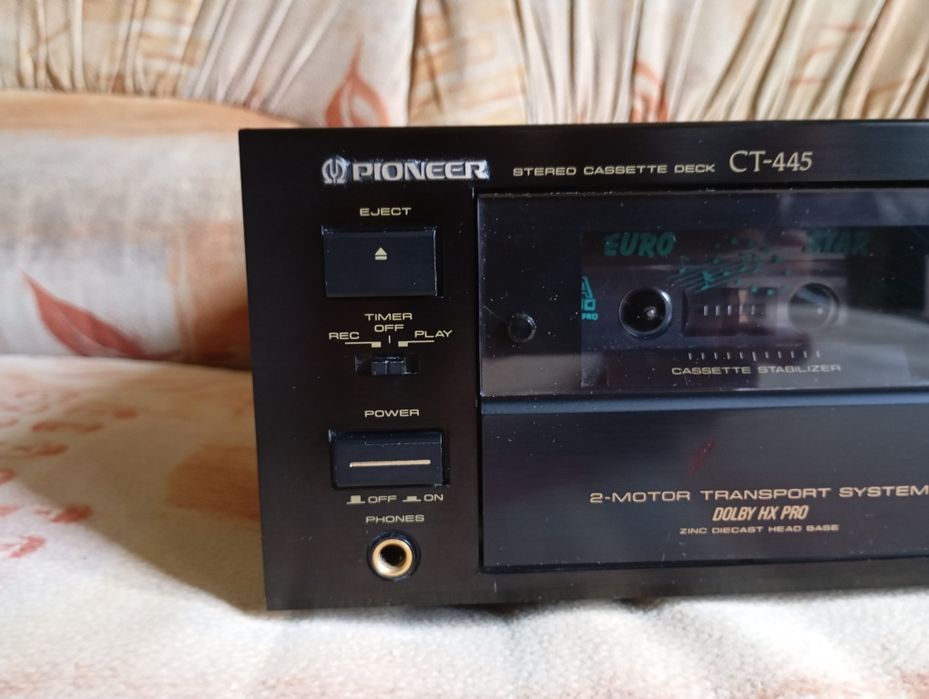 PIONEER STEREO CASSETTE DECK CT-445
EJECT
TIMER
OFF
REC PLAY
POWER
OFF ON
PHONES
EURO STAR
PRO
CASSETTE STABILIZER
2-MOTOR TRANSPORT SYSTEM
DOLBY HX PRO
ZINC DIECAST HEAD BASE